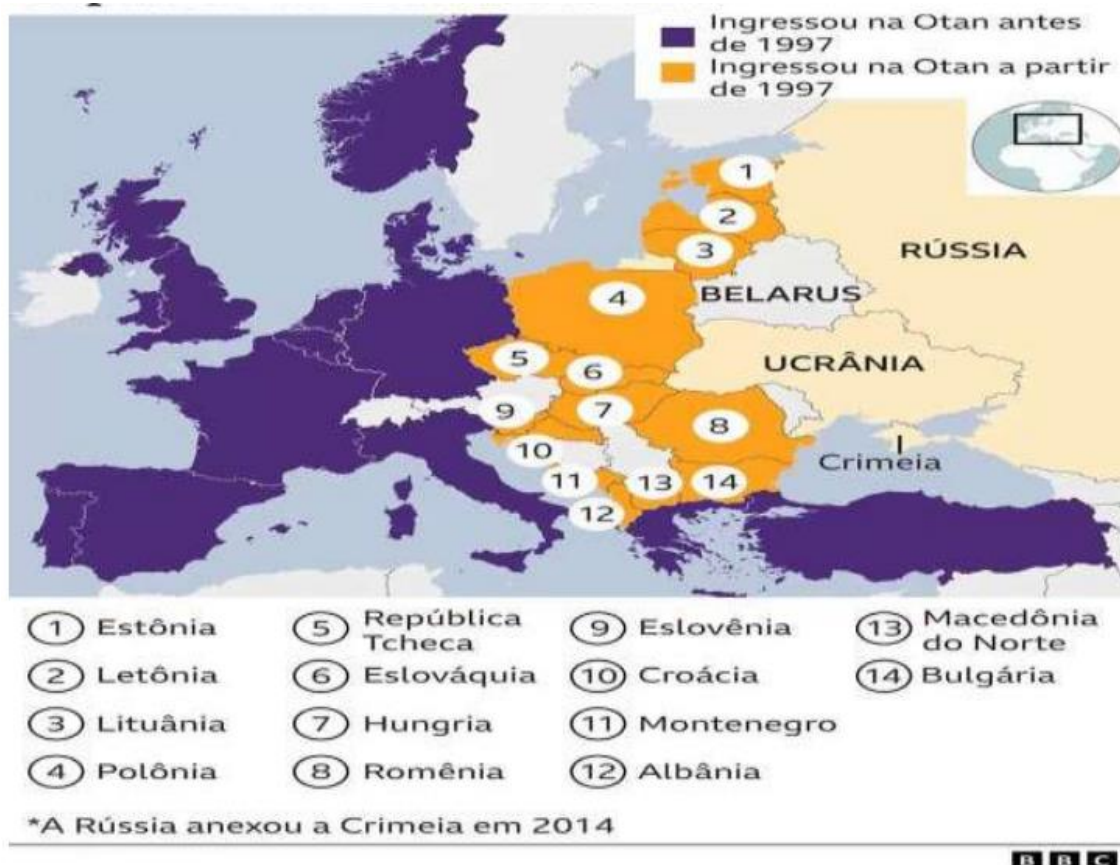 Ingressou na Otan antes
de 1997
Ingressou na Otan a partir
de 1997
1
2
3
RÚSSIA
4
BELARUS
5
6
UCRÂNIA
9
7
8
10
Crimeia
11
13
14
12
1 Estônia
2 Letônia
3 Lituânia
4 Polônia
5 República
Tcheca
6 Eslováquia
7 Hungria
8 Romênia
9 Eslovênia
10 Croácia
11 Montenegro
12 Albânia
13 Macedônia
do Norte
14 Bulgária
*A Rússia anexou a Crimeia em 2014
BBC